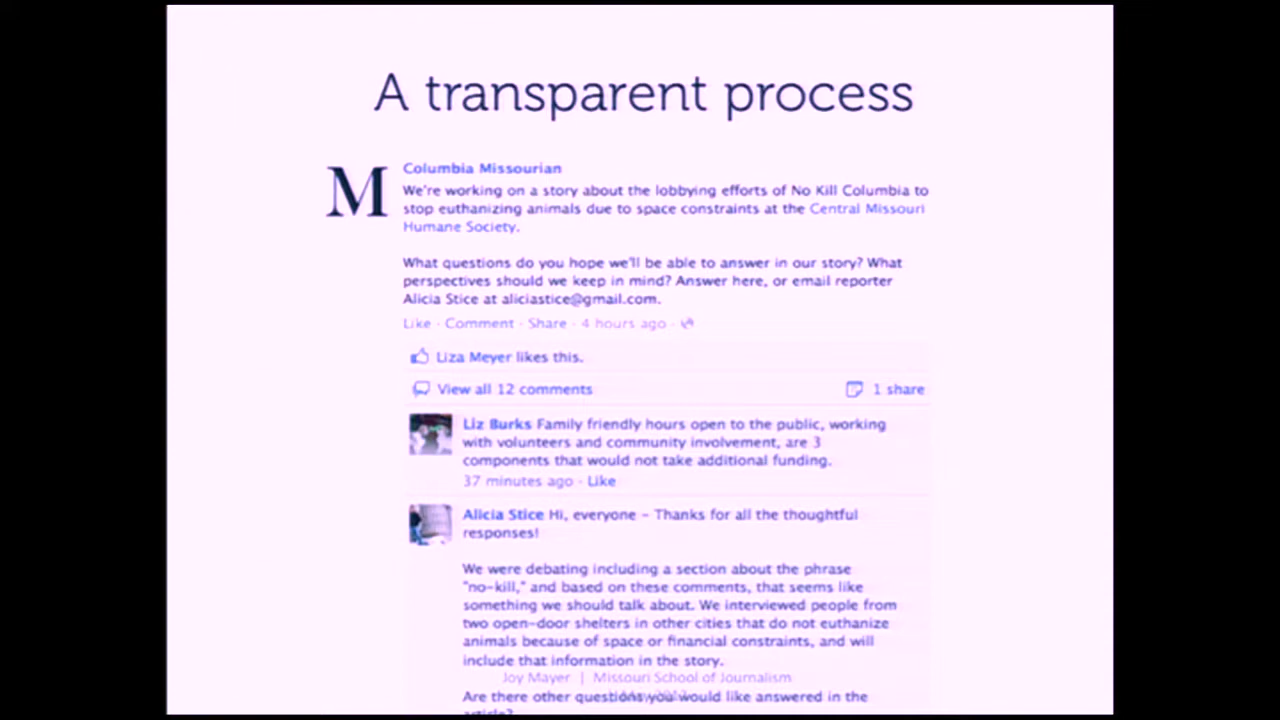 A transparent process
M
Columbia Missourian
We're working on a story about the lobbying efforts of No Kill Columbia to
stop euthanizing animals due to space constraints at the Central Missouri
Humane Society.
What questions do you hope we'll be able to answer in our story? What
perspectives should we keep in mind? Answer here, or email reporter
Alicia Stice at aliciastice@gmail.com.
Like · Comment · Share · 4 hours ago ·
Liza Meyer likes this.
View all 12 comments
1 share
Liz Burks Family friendly hours open to the public, working
with volunteers and community involvement, are 3
components that would not take additional funding.
37 minutes ago · Like
Alicia Stice Hi, everyone – Thanks for all the thoughtful
responses!
We were debating including a section about the phrase
"no-kill," and based on these comments, that seems like
something we should talk about. We interviewed people from
two open-door shelters in other cities that do not euthanize
animals because of space or financial constraints, and will
include that information in the story.
Joy Mayer | Missouri School of Journalism
Are there other questions you would like answered in the
article?